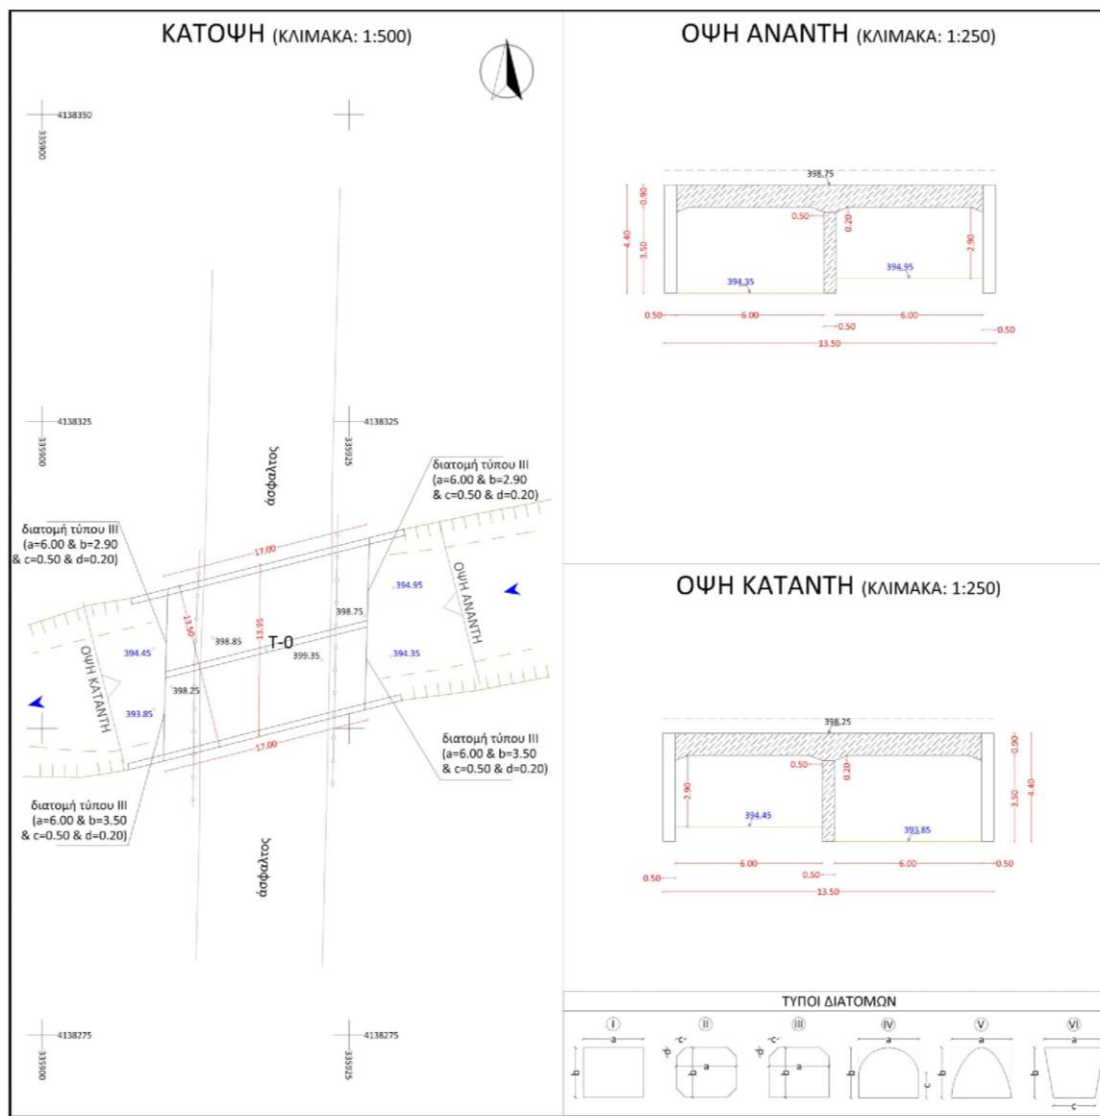 ΚΑΤΟΨΗ (ΚΛΙΜΑΚΑ: 1:500)
4138350
335900
4138325
4138325
335900
335925
άσφαλτος
διατομή τύπου III
(a=6.00 & b=2.90
& c=0.50 & d=0.20)
διατομή τύπου III
(a=6.00 & b=2.90
& c=0.50 & d=0.20)
17.00
394.95
ΟΨΗ ΑΝΑΝΤΗ
398.75
13.50
13.95
398.85
T-0
399.35
394.45
394.35
ΟΨΗ ΚΑΤΑΝΤΗ
398.25
393.85
17.00
διατομή τύπου III
(a=6.00 & b=3.50
& c=0.50 & d=0.20)
διατομή τύπου III
(a=6.00 & b=3.50
& c=0.50 & d=0.20)
άσφαλτος
4138275
4138275
335900
335925
ΟΨΗ ΑΝΑΝΤΗ (ΚΛΙΜΑΚΑ: 1:250)
398.75
0.90
4.40
3.50
0.50
0.20
2.90
394.35
394.95
0.50
6.00
6.00
0.50
0.50
13.50
ΟΨΗ ΚΑΤΑΝΤΗ (ΚΛΙΜΑΚΑ: 1:250)
398.25
0.90
0.50
0.20
2.90
3.50
4.40
394.45
393.85
6.00
6.00
0.50
0.50
0.50
13.50
ΤΥΠΟΙ ΔΙΑΤΟΜΩΝ
I
II
III
IV
V
VI
a
b
c
d
a
b
c
d
a
b
a
b
c
a
b
a
b
c